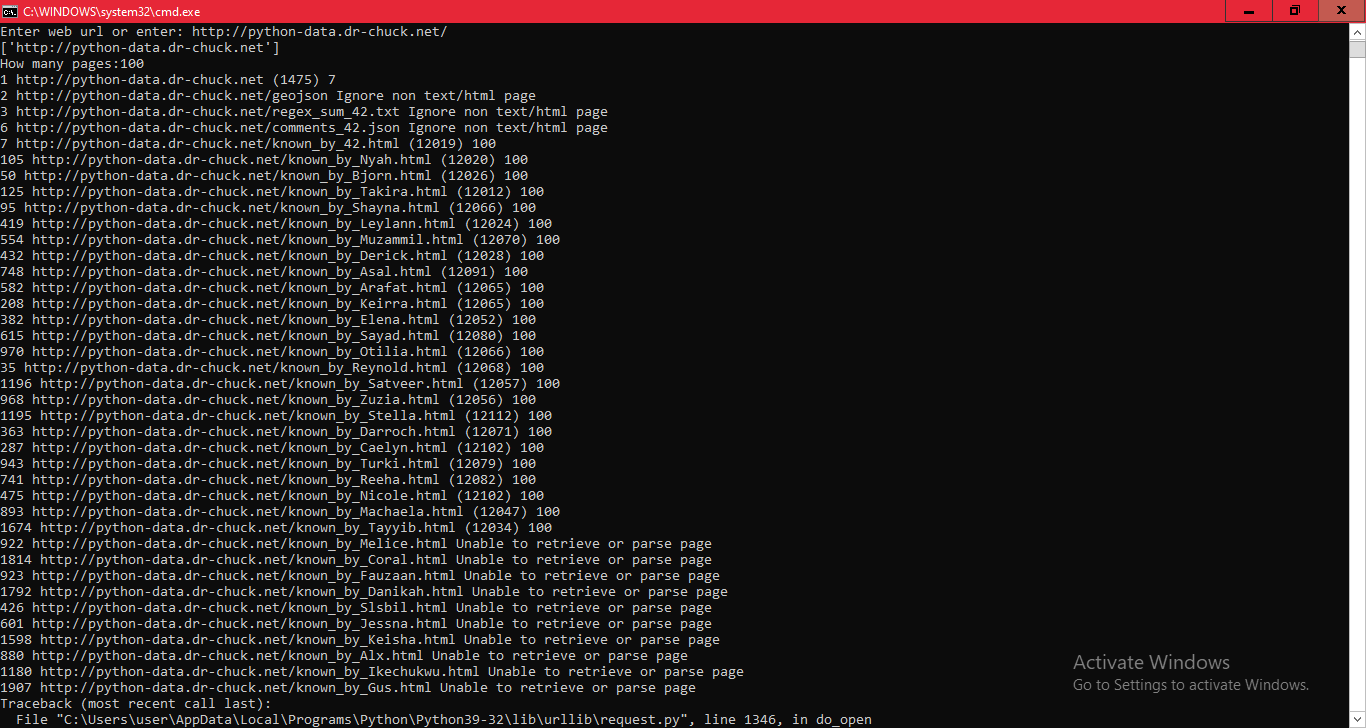 C:\WINDOWS\system32\cmd.exe
Enter web url or enter: http://python-data.dr-chuck.net/
['http://python-data.dr-chuck.net']
How many pages:100
1 http://python-data.dr-chuck.net (1475) 7
2 http://python-data.dr-chuck.net/geojson Ignore non text/html page
3 http://python-data.dr-chuck.net/regex_sum_42.txt Ignore non text/html page
6 http://python-data.dr-chuck.net/comments_42.json Ignore non text/html page
7 http://python-data.dr-chuck.net/known_by_42.html (12019) 100
105 http://python-data.dr-chuck.net/known_by_Nyah.html (12020) 100
50 http://python-data.dr-chuck.net/known_by_Bjorn.html (12026) 100
125 http://python-data.dr-chuck.net/known_by_Takira.html (12012) 100
95 http://python-data.dr-chuck.net/known_by_Shayna.html (12066) 100
419 http://python-data.dr-chuck.net/known_by_Leylann.html (12024) 100
554 http://python-data.dr-chuck.net/known_by_Muzammil.html (12070) 100
432 http://python-data.dr-chuck.net/known_by_Derick.html (12028) 100
748 http://python-data.dr-chuck.net/known_by_Asal.html (12091) 100
582 http://python-data.dr-chuck.net/known_by_Arafat.html (12065) 100
208 http://python-data.dr-chuck.net/known_by_Keirra.html (12065) 100
382 http://python-data.dr-chuck.net/known_by_Elena.html (12052) 100
615 http://python-data.dr-chuck.net/known_by_Sayad.html (12080) 100
970 http://python-data.dr-chuck.net/known_by_Otilia.html (12066) 100
35 http://python-data.dr-chuck.net/known_by_Reynold.html (12068) 100
1196 http://python-data.dr-chuck.net/known_by_Satveer.html (12057) 100
968 http://python-data.dr-chuck.net/known_by_Zuzia.html (12056) 100
1195 http://python-data.dr-chuck.net/known_by_Stella.html (12112) 100
363 http://python-data.dr-chuck.net/known_by_Darroch.html (12071) 100
287 http://python-data.dr-chuck.net/known_by_Caelyn.html (12102) 100
943 http://python-data.dr-chuck.net/known_by_Turki.html (12079) 100
741 http://python-data.dr-chuck.net/known_by_Reeha.html (12082) 100
475 http://python-data.dr-chuck.net/known_by_Nicole.html (12102) 100
893 http://python-data.dr-chuck.net/known_by_Machaela.html (12047) 100
1674 http://python-data.dr-chuck.net/known_by_Tayyib.html (12034) 100
922 http://python-data.dr-chuck.net/known_by_Melice.html Unable to retrieve or parse page
1814 http://python-data.dr-chuck.net/known_by_Coral.html Unable to retrieve or parse page
923 http://python-data.dr-chuck.net/known_by_Fauzaan.html Unable to retrieve or parse page
1792 http://python-data.dr-chuck.net/known_by_Danikah.html Unable to retrieve or parse page
426 http://python-data.dr-chuck.net/known_by_Slsbil.html Unable to retrieve or parse page
601 http://python-data.dr-chuck.net/known_by_Jessna.html Unable to retrieve or parse page
1598 http://python-data.dr-chuck.net/known_by_Keisha.html Unable to retrieve or parse page
880 http://python-data.dr-chuck.net/known_by_Alx.html Unable to retrieve or parse page
1180 http://python-data.dr-chuck.net/known_by_Ikechukwu.html Unable to retrieve or parse page
1907 http://python-data.dr-chuck.net/known_by_Gus.html Unable to retrieve or parse page
Traceback (most recent call last):
  File "C:\Users\user\AppData\Local\Programs\Python\Python39-32\lib\urllib\request.py", line 1346, in do_open
Activate Windows
Go to Settings to activate Windows.